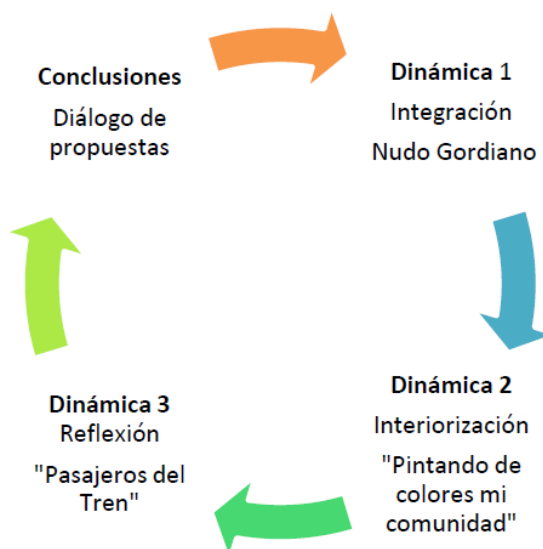 Conclusiones
Diálogo de
propuestas
Dinámica 1
Integración
Nudo Gordiano
Dinámica 2
Interiorización
"Pintando de
colores mi
comunidad"
Dinámica 3
Reflexión
"Pasajeros del
Tren"